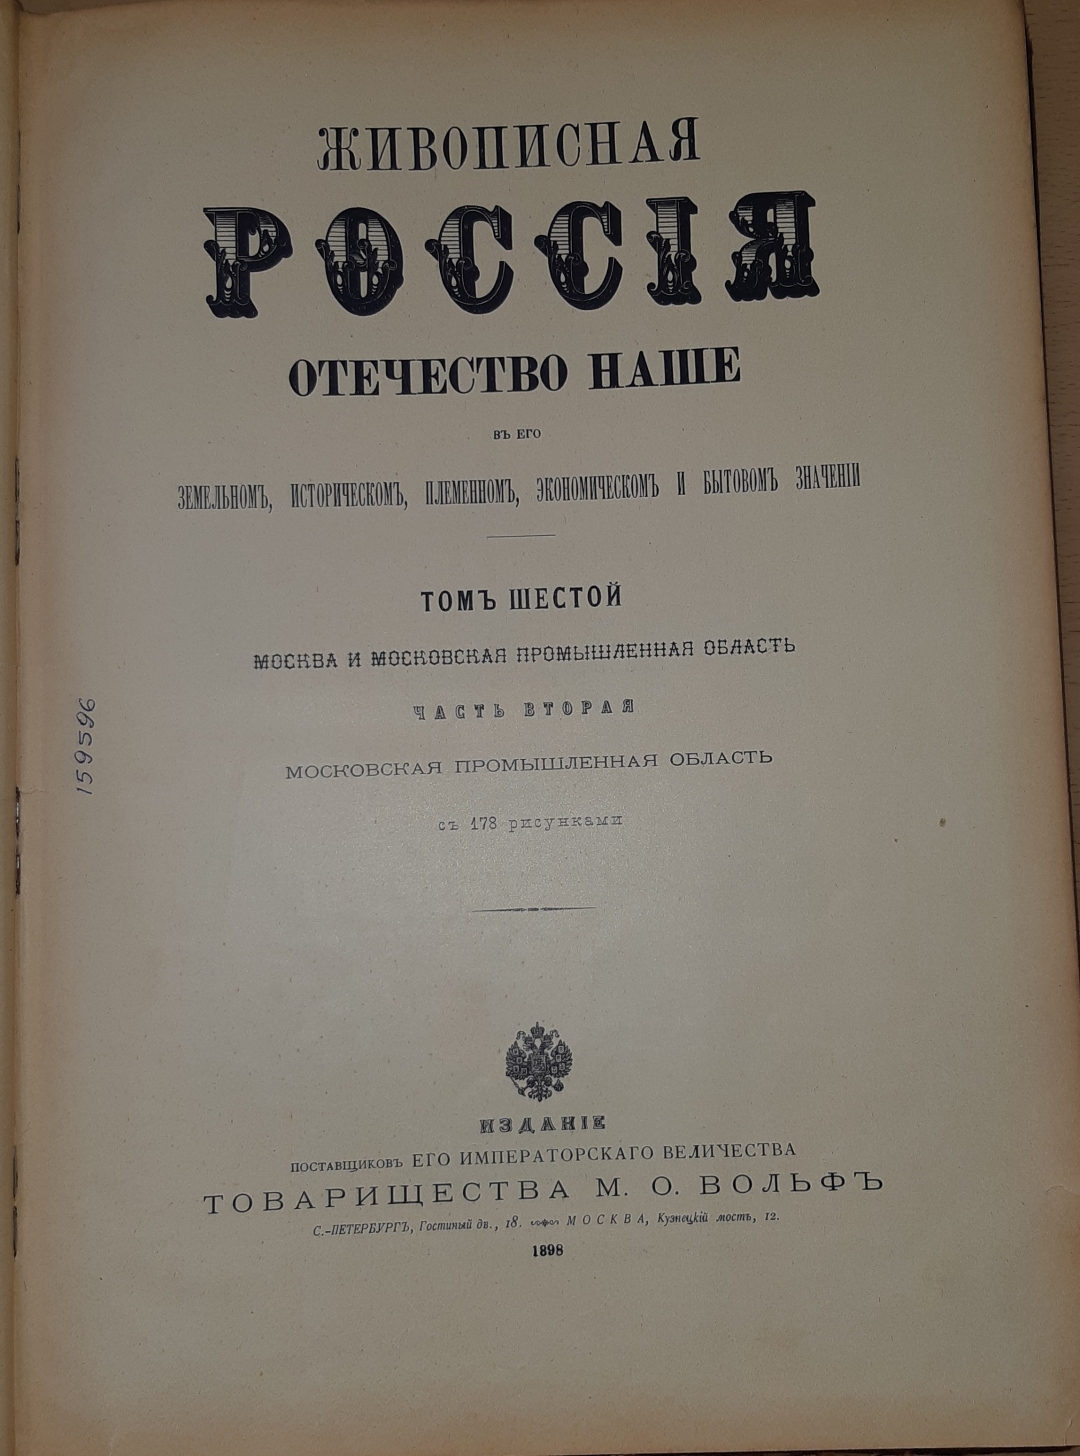 ЖИВОПИСНАЯ
РОССІЯ
ОТЕЧЕСТВО НАШЕ
ВЪ ЕГО
ЗЕМЕЛЬНОМЪ, ИСТОРИЧЕСКОМЪ, ПЛЕМЕННОМЪ, ЭКОНОМИЧЕСКОМЪ И БЫТОВОМЪ ЗНАЧЕНІИ
ТОМЪ ШЕСТОЙ
МОСКВА И МОСКОВСКАЯ ПРОМЫШЛЕННАЯ ОБЛАСТЬ
ЧАСТЬ ВТОРАЯ
159596
МОСКОВСКАЯ ПРОМЫШЛЕННАЯ ОБЛАСТЬ
съ 178 рисунками
ИЗДАНІЕ
ПОСТАВЩИКОВЪ ЕГО ИМПЕРАТОРСКАГО ВЕЛИЧЕСТВА
ТОВАРИЩЕСТВА М. О. ВОЛЬФЪ
С.-ПЕТЕРБУРГЪ, Гостиный дв., 18. МОСКВА, Кузнецкій мостъ, 12.
1898